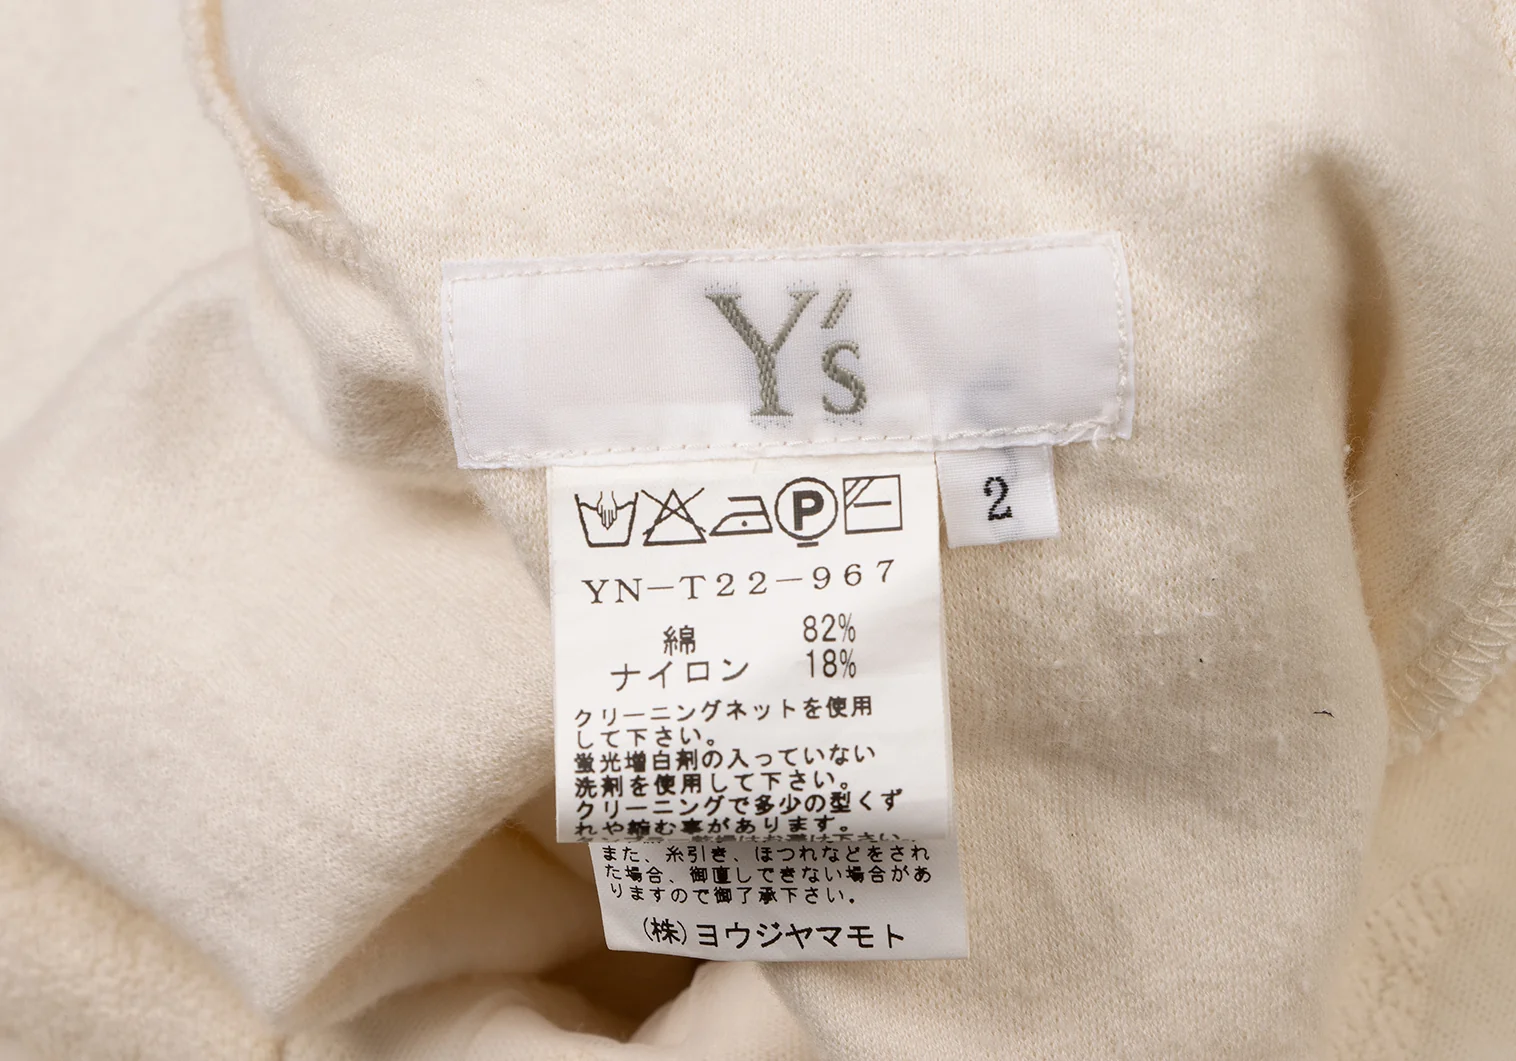 Y's
2
P
YN-T22-967
綿 82%
ナイロン 18%
クリーニングネットを使用
して下さい。
蛍光増白剤の入っていない
洗剤を使用して下さい。
クリーニングで多少の型くず
れや縮む事があります。
また、糸引き、ほつれなどをされ
た場合、御直しできない場合があ
りますので御了承下さい。
(株)ヨウジヤマモト